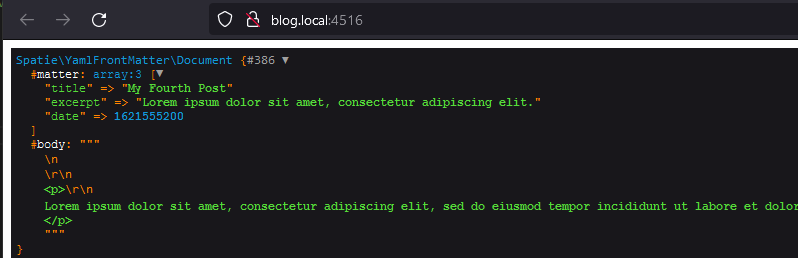 blog.local:4516
Spatie\YamlFrontMatter\Document {#386 ▼
#matter: array:3 [▼
"title" => "My Fourth Post"
"excerpt" => "Lorem ipsum dolor sit amet, consectetur adipiscing elit."
"date" => 1621555200
]
#body: """
\n
\r\n
<p>\r\n
Lorem ipsum dolor sit amet, consectetur adipiscing elit, sed do eiusmod tempor incididunt ut labore et dolor
</p>
"""
}